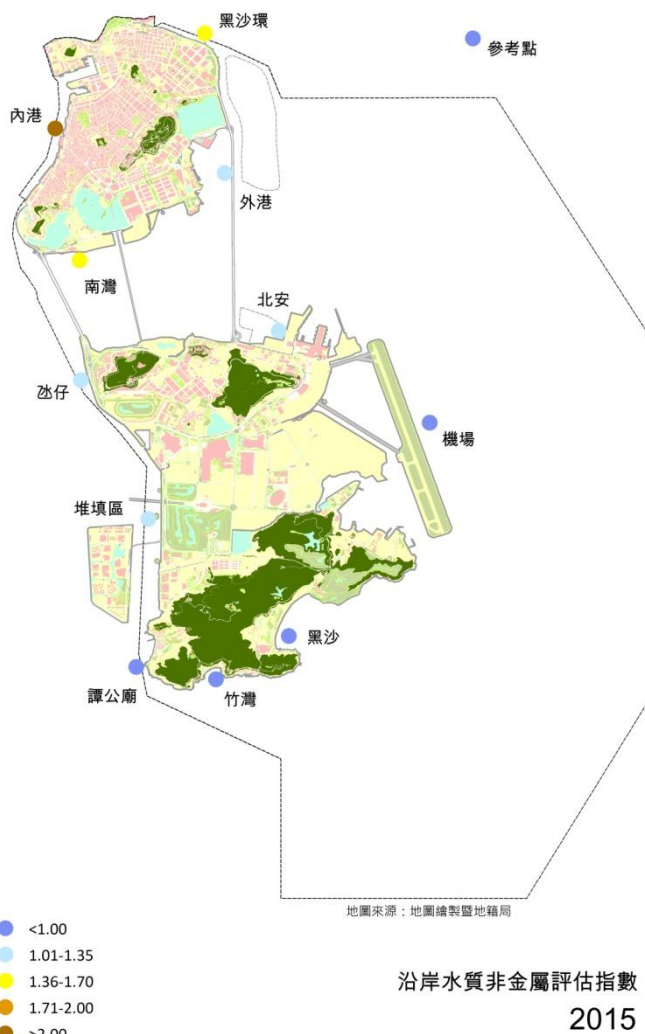 黑沙環
參考點
內港
外港
南灣
北安
氹仔
機場
堆填區
黑沙
譚公廟
竹灣
地圖來源：地圖繪製暨地籍局
<1.00
1.01-1.35
1.36-1.70
1.71-2.00
>2.00
沿岸水質非金屬評估指數
2015